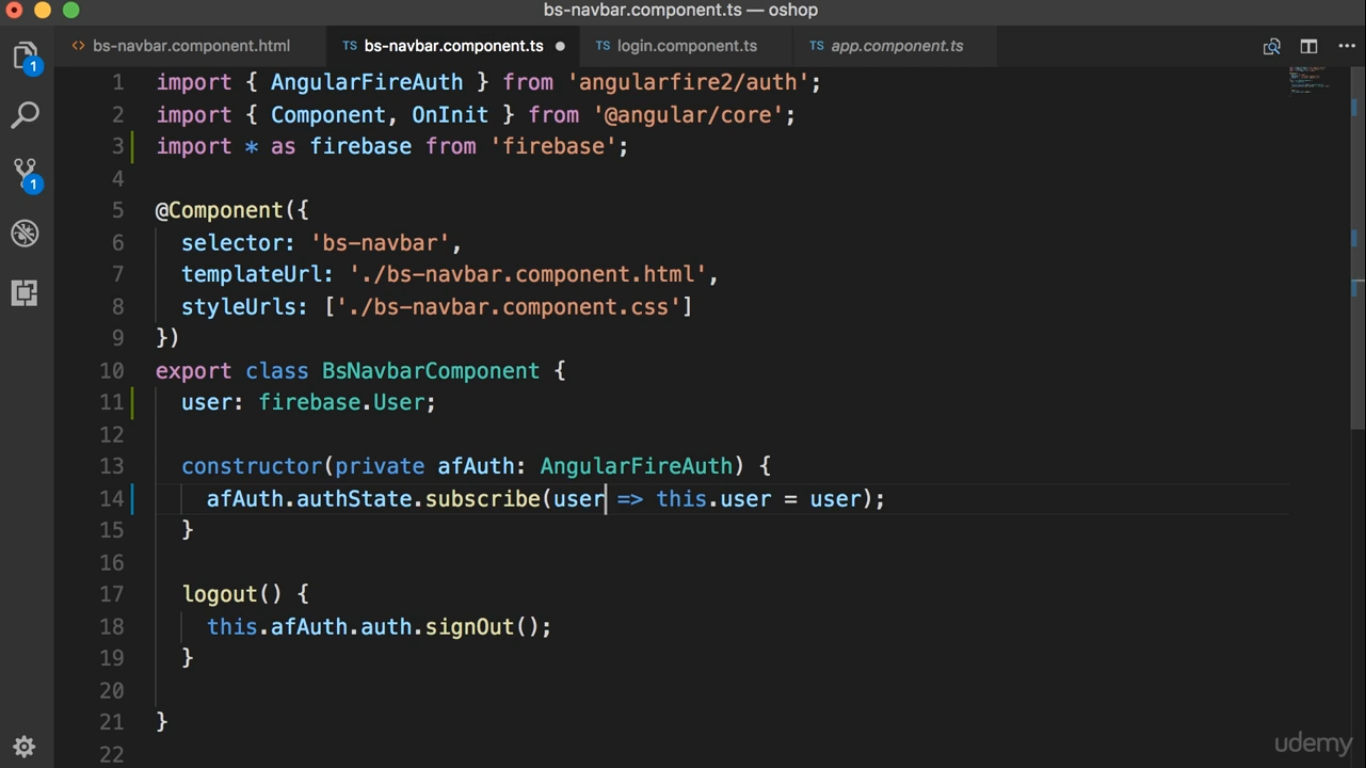 bs-navbar.component.ts — oshop
<> bs-navbar.component.html TS bs-navbar.component.ts ● TS login.component.ts TS app.component.ts ···
1 import { AngularFireAuth } from 'angularfire2/auth';
2 import { Component, OnInit } from '@angular/core';
3 import * as firebase from 'firebase';
4
5 @Component({
6   selector: 'bs-navbar',
7   templateUrl: './bs-navbar.component.html',
8   styleUrls: ['./bs-navbar.component.css']
9 })
10 export class BsNavbarComponent {
11   user: firebase.User;
12
13   constructor(private afAuth: AngularFireAuth) {
14     afAuth.authState.subscribe(user => this.user = user);
15   }
16
17   logout() {
18     this.afAuth.auth.signOut();
19   }
20
21 }
22
1
1
udemy